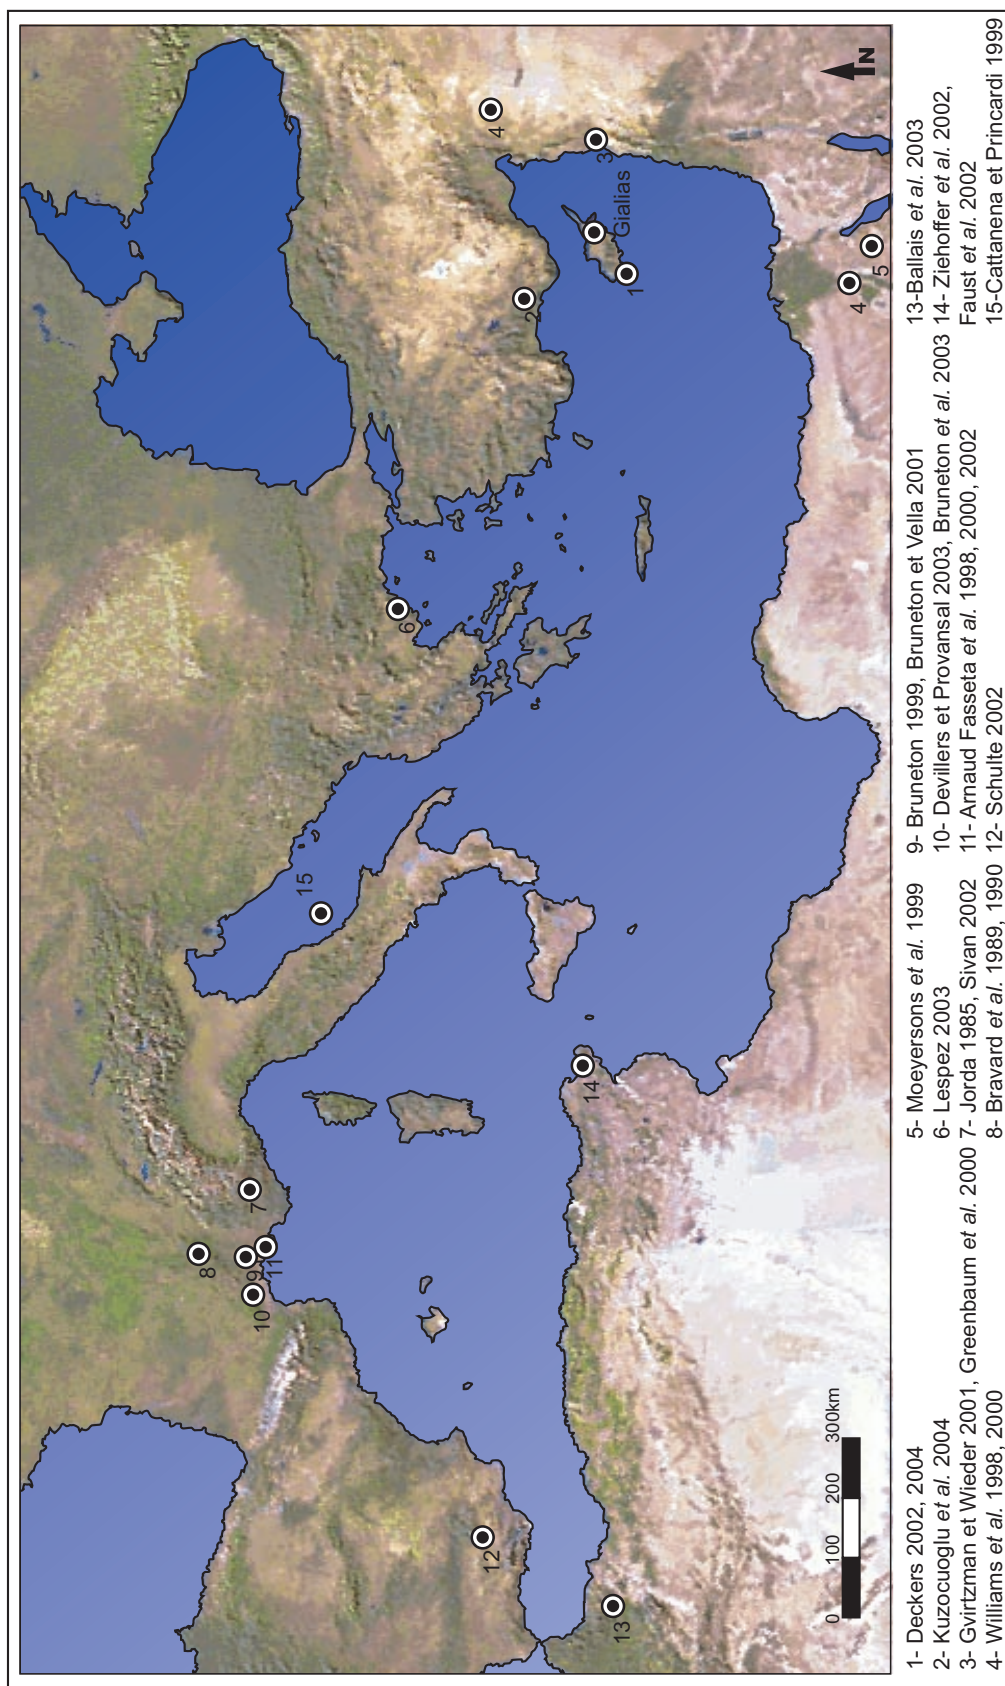 N
15
8
7
9
11
10
6
4
2
3
Gialias
1
14
12
13
4
5
0 100 200 300km
1- Deckers 2002, 2004
2- Kuzocuoglu et al. 2004
3- Gvirtzman et Wieder 2001, Greenbaum et al. 2000
4- Williams et al. 1998, 2000
5- Moeyersons et al. 1999
6- Lespez 2003
7- Jorda 1985, Sivan 2002
8- Bravard et al. 1989, 1990
9- Bruneton 1999, Bruneton et Vella 2001
10- Devillers et Provansal 2003, Bruneton et al. 2003
11- Arnaud Fasseta et al. 1998, 2000, 2002
12- Schulte 2002
13-Ballais et al. 2003
14- Ziehoffer et al. 2002,
Faust et al. 2002
15-Cattanena et Princardi 1999